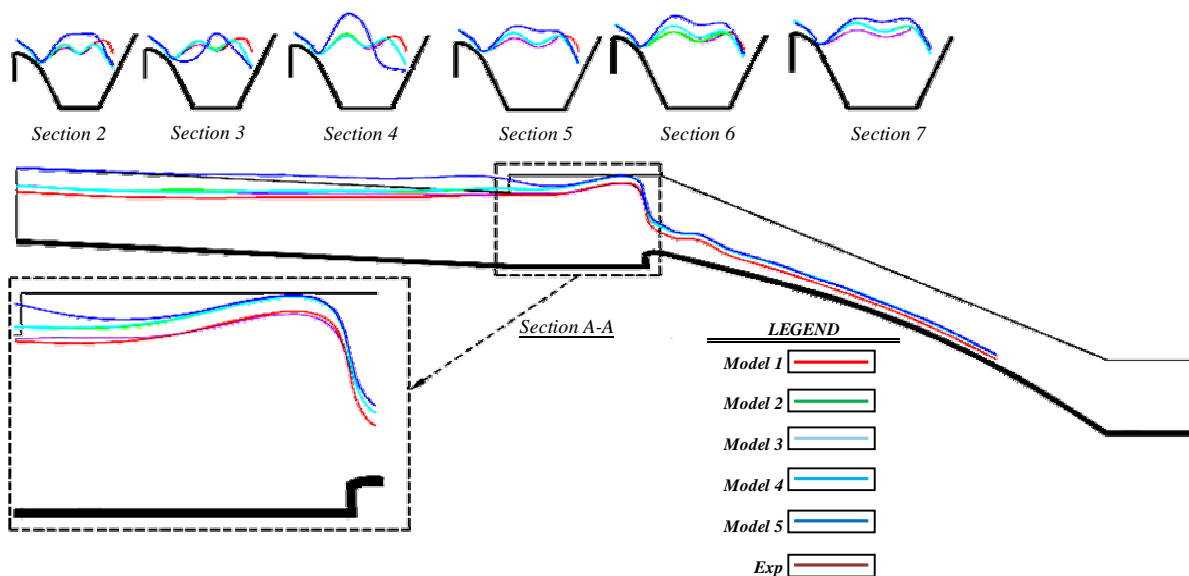 Section 2
Section 3
Section 4
Section 5
Section 6
Section 7
Section A-A
LEGEND
Model 1
Model 2
Model 3
Model 4
Model 5
Exp